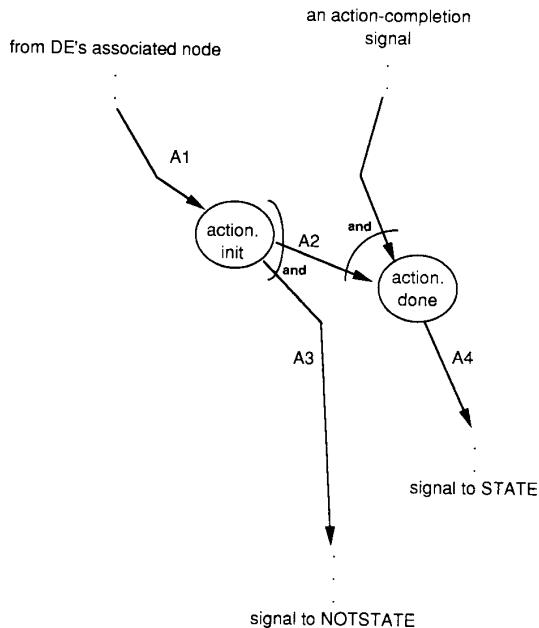 an action-completion
signal
from DE's associated node
A1
action.
init
and
A2
and
action.
done
A3
A4
signal to STATE
signal to NOTSTATE